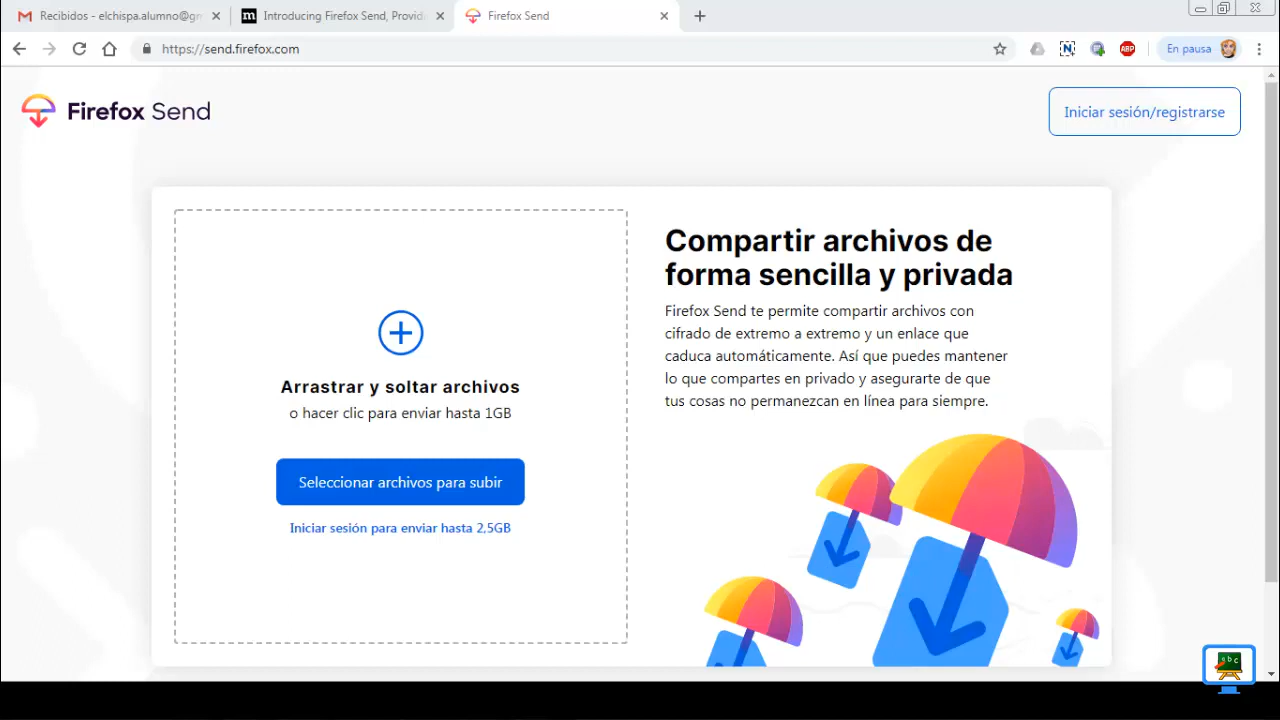 Recibidos - elchispa.alumno@gm
Introducing Firefox Send, Provid
Firefox Send
https://send.firefox.com
N
ABP
En pausa
Firefox Send
Iniciar sesión/registrarse
Arrastrar y soltar archivos
o hacer clic para enviar hasta 1GB
Seleccionar archivos para subir
Iniciar sesión para enviar hasta 2,5GB
Compartir archivos de
forma sencilla y privada
Firefox Send te permite compartir archivos con
cifrado de extremo a extremo y un enlace que
caduca automáticamente. Así que puedes mantener
lo que compartes en privado y asegurarte de que
tus cosas no permanezcan en línea para siempre.
abc